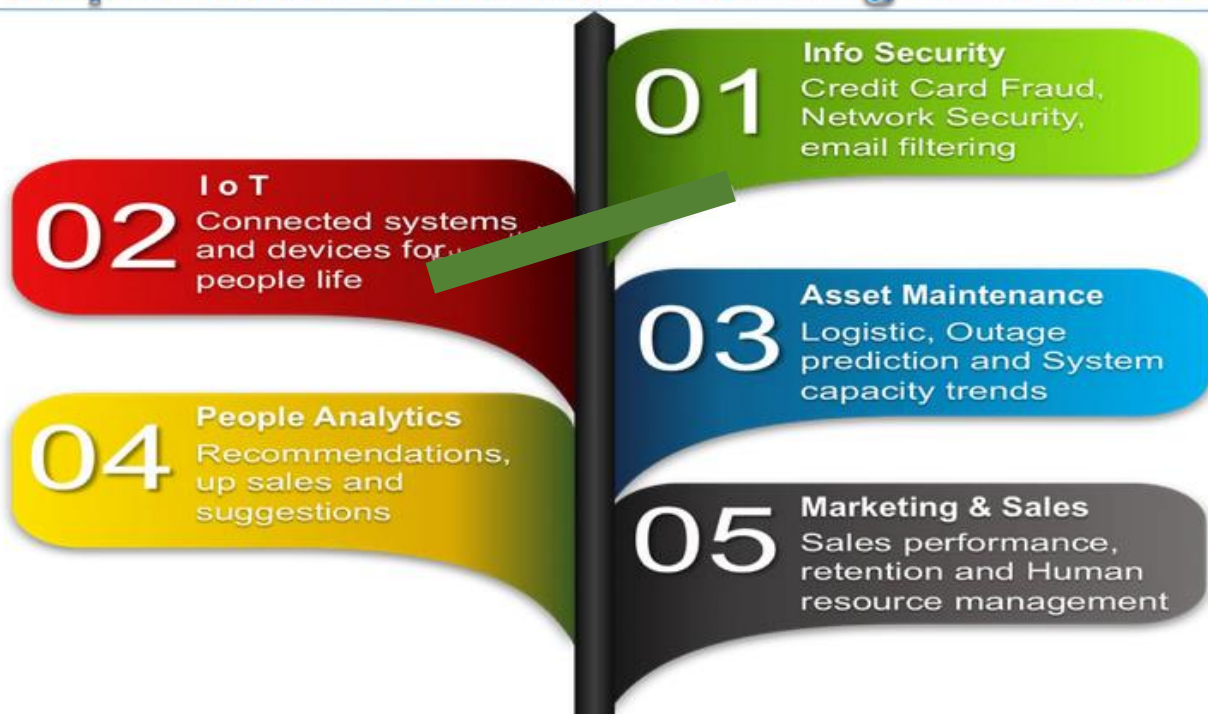 01
Info Security
Credit Card Fraud,
Network Security,
email filtering
02
I o T
Connected systems
and devices for
people life
03
Asset Maintenance
Logistic, Outage
prediction and System
capacity trends
04
People Analytics
Recommendations,
up sales and
suggestions
05
Marketing & Sales
Sales performance,
retention and Human
resource management